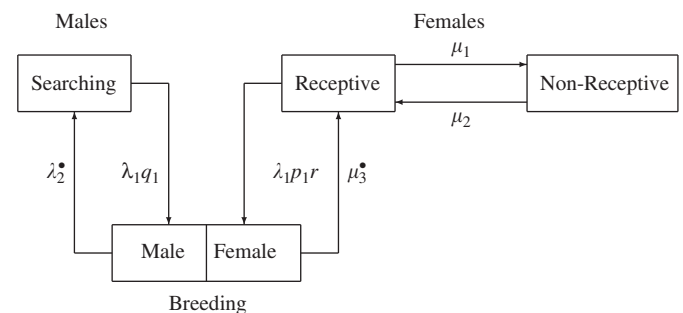 Males Females
Searching Receptive μ₁ Non-Receptive
μ₂
λ₂• λ₁q₁ λ₁p₁r μ₃•
Male Female
Breeding